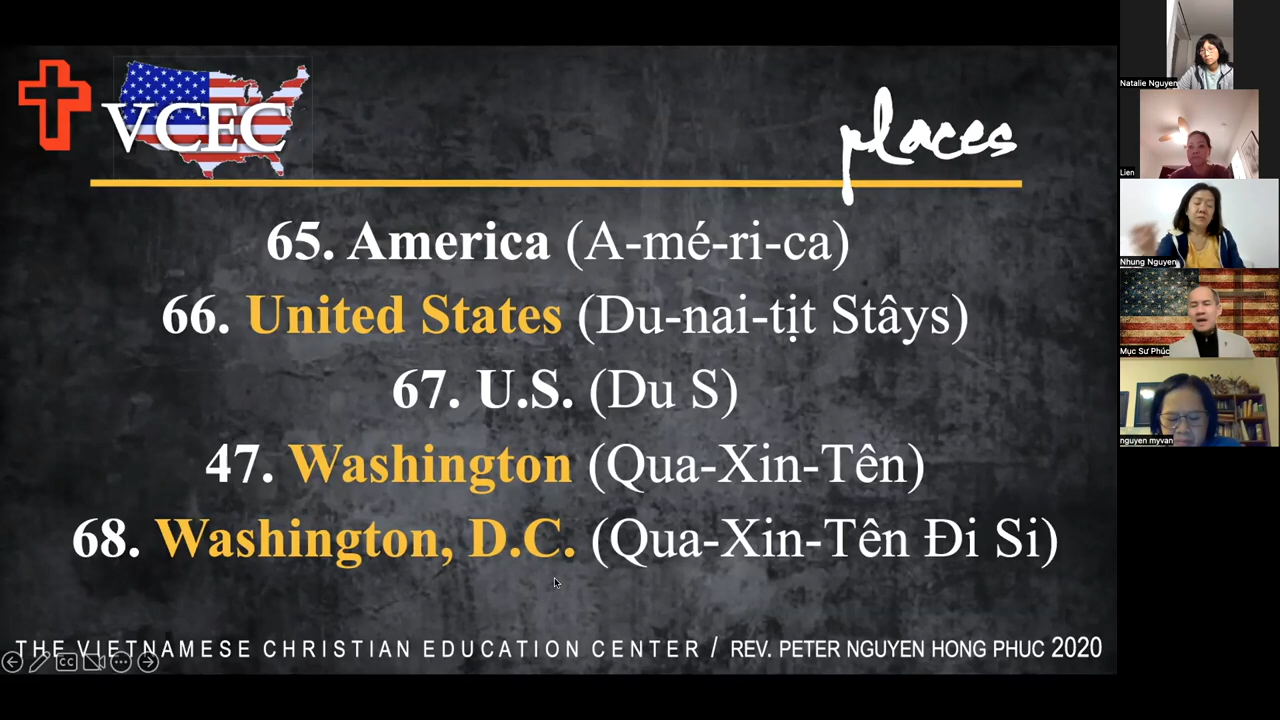 VCEC
places
65. America (A-mé-ri-ca)
66. United States (Du-nai-tịt Stâys)
67. U.S. (Du S)
47. Washington (Qua-Xin-Tên)
68. Washington, D.C. (Qua-Xin-Tên Đi Si)
THE VIETNAMESE CHRISTIAN EDUCATION CENTER / REV. PETER NGUYEN HONG PHUC 2020
CC
Natalie Nguyen
Lien
Nhung Nguyen
Mục Sư Phúc
nguyen myvan